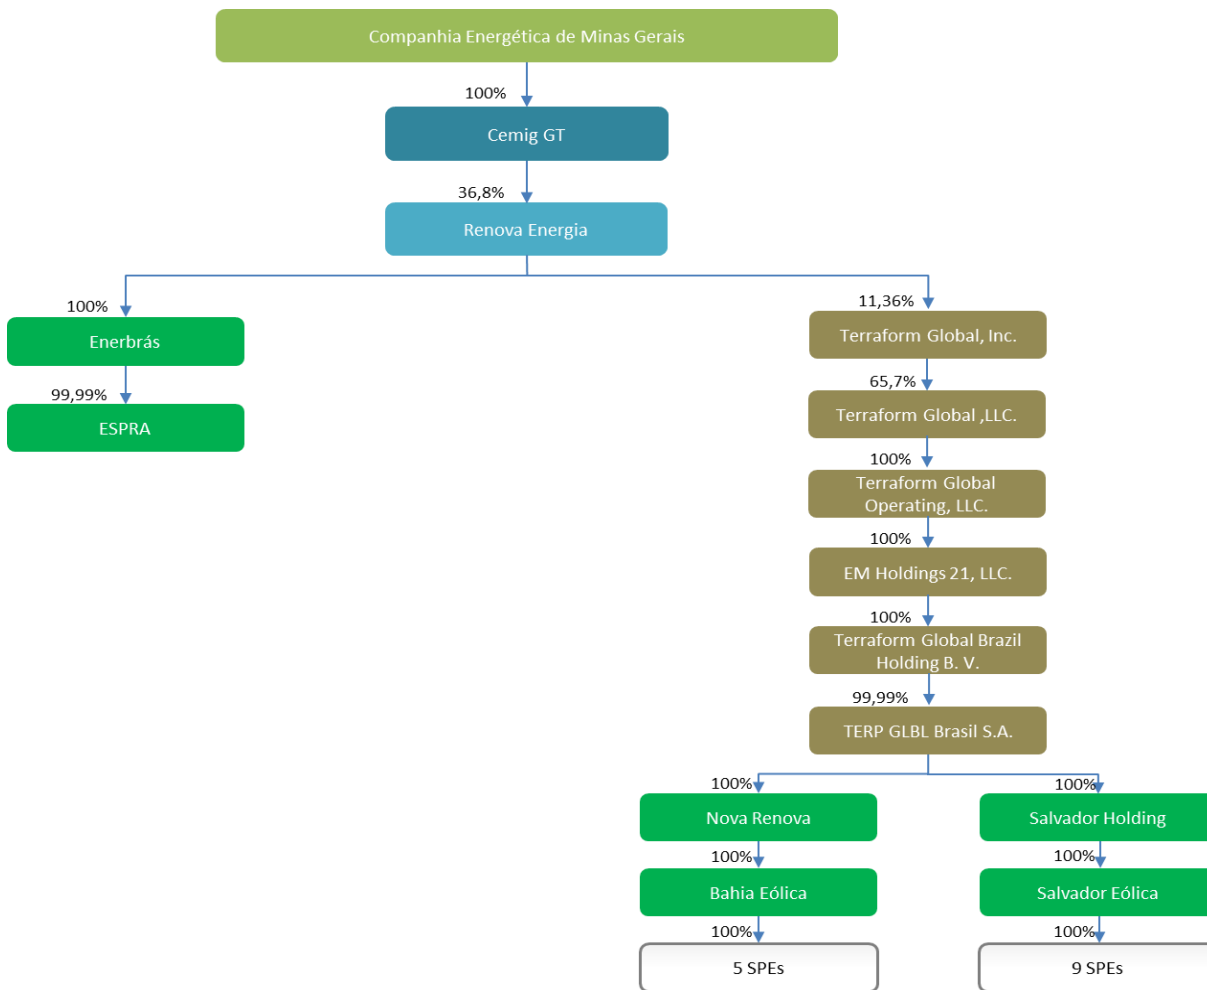 Companhia Energética de Minas Gerais
100%
Cemig GT
36,8%
Renova Energia
100%
11,36%
Enerbrás
Terraform Global, Inc.
99,99%
65,7%
ESPRA
Terraform Global ,LLC.
100%
Terraform Global
Operating, LLC.
100%
EM Holdings 21, LLC.
100%
Terraform Global Brazil
Holding B. V.
99,99%
TERP GLBL Brasil S.A.
100%
100%
Nova Renova
Salvador Holding
100%
100%
Bahia Eólica
Salvador Eólica
100%
100%
5 SPEs
9 SPEs